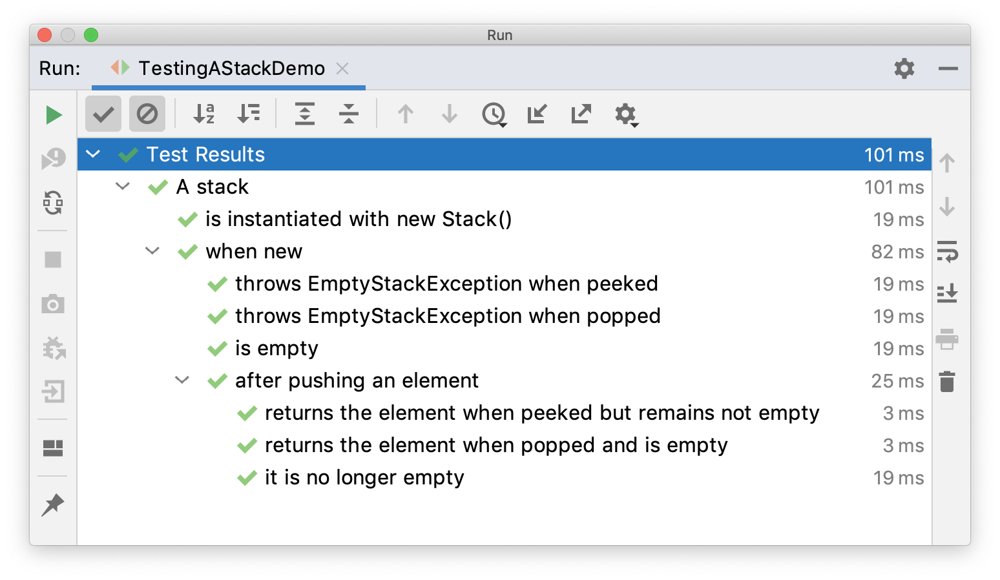 Run
Run: TestingAStackDemo
Test Results 101 ms
A stack 101 ms
is instantiated with new Stack() 19 ms
when new 82 ms
throws EmptyStackException when peeked 19 ms
throws EmptyStackException when popped 19 ms
is empty 19 ms
after pushing an element 25 ms
returns the element when peeked but remains not empty 3 ms
returns the element when popped and is empty 3 ms
it is no longer empty 19 ms